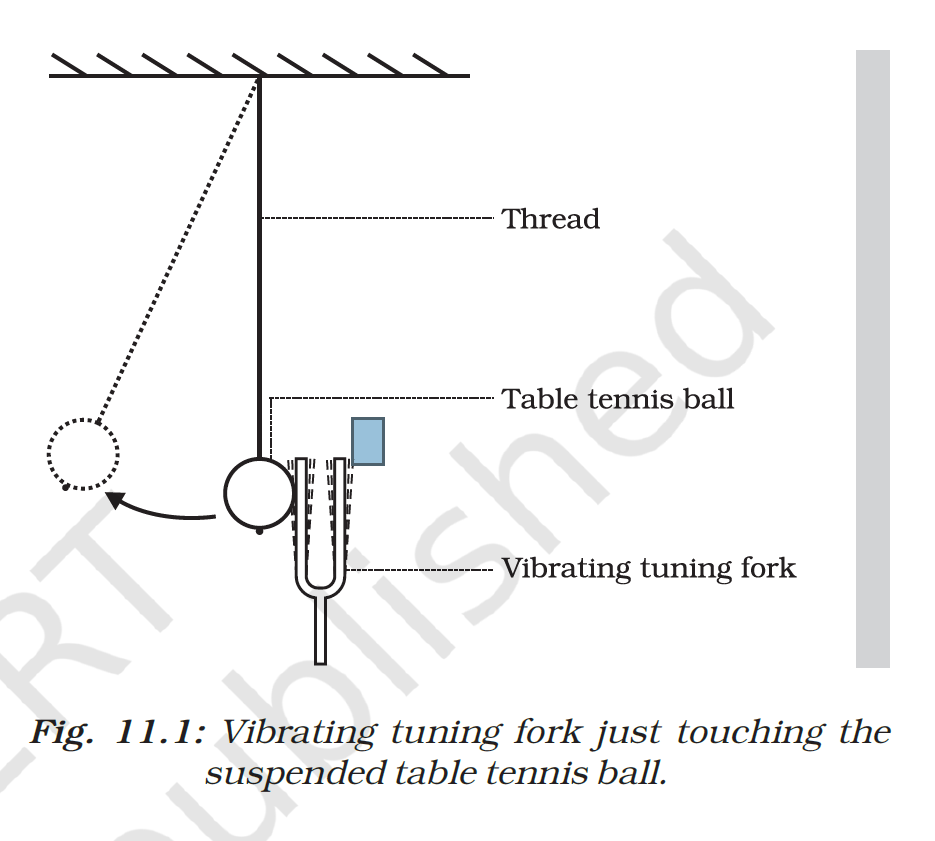 Thread
Table tennis ball
Vibrating tuning fork
Fig. 11.1: Vibrating tuning fork just touching the
suspended table tennis ball.
RT
ublished